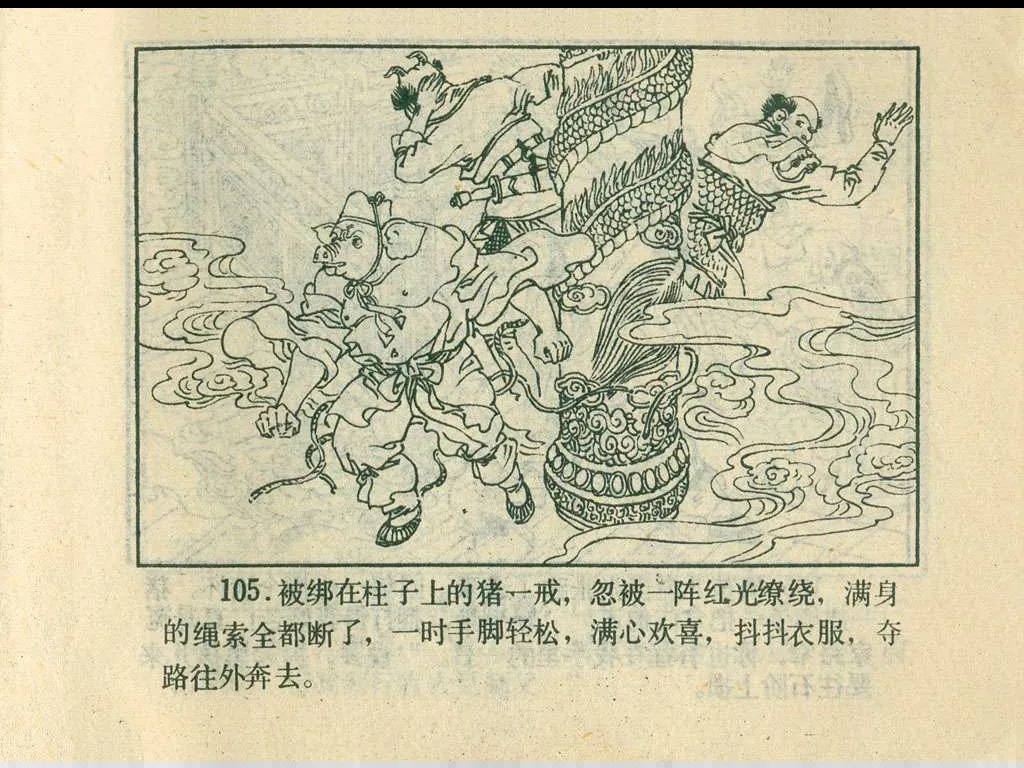 105.被绑在柱子上的猪一戒，忽被一阵红光缭绕，满身
的绳索全都断了，一时手脚轻松，满心欢喜，抖抖衣服，夺
路往外奔去。